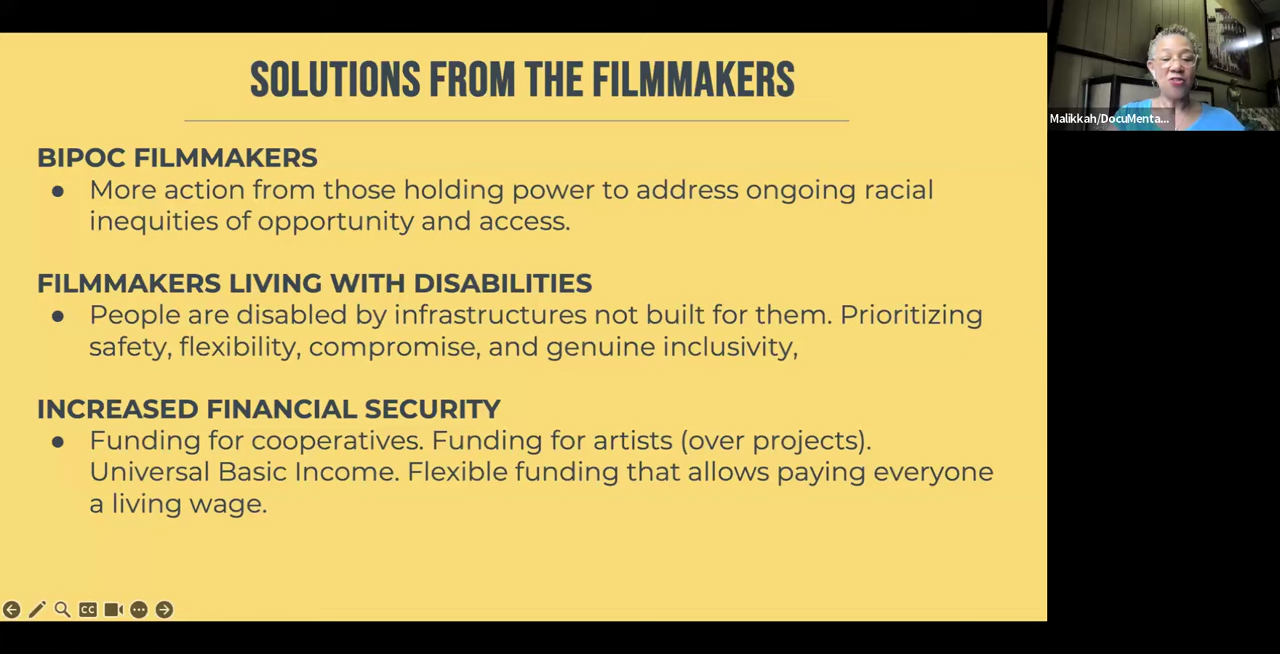 SOLUTIONS FROM THE FILMMAKERS
BIPOC FILMMAKERS
● More action from those holding power to address ongoing racial
inequities of opportunity and access.
FILMMAKERS LIVING WITH DISABILITIES
● People are disabled by infrastructures not built for them. Prioritizing
safety, flexibility, compromise, and genuine inclusivity,
INCREASED FINANCIAL SECURITY
● Funding for cooperatives. Funding for artists (over projects).
Universal Basic Income. Flexible funding that allows paying everyone
a living wage.
CC
Malikkah/DocuMenta...